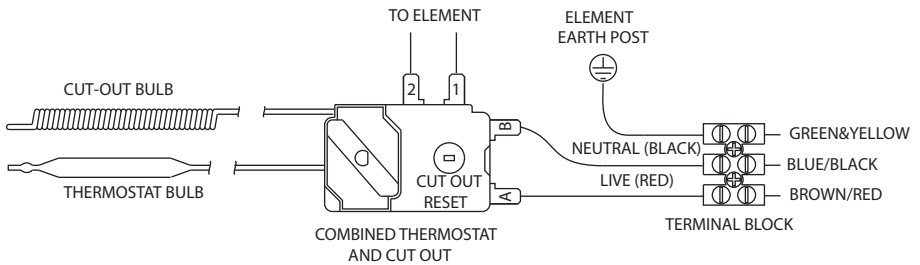 TO ELEMENT
ELEMENT
EARTH POST
CUT-OUT BULB
2
1
GREEN&YELLOW
B
NEUTRAL (BLACK)
BLUE/BLACK
THERMOSTAT BULB
CUT OUT
RESET
LIVE (RED)
A
BROWN/RED
TERMINAL BLOCK
COMBINED THERMOSTAT
AND CUT OUT